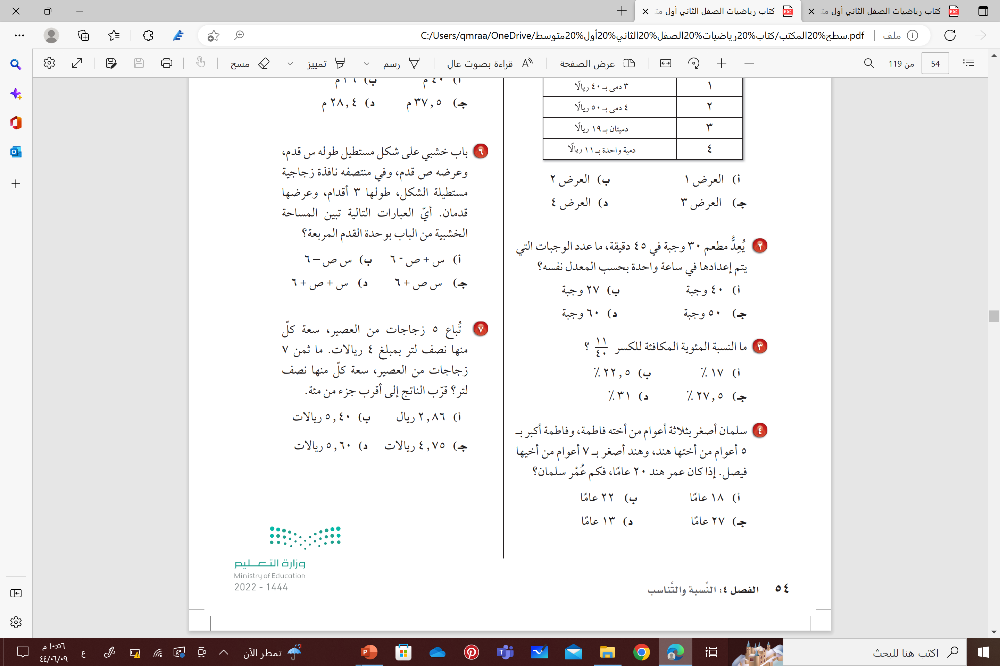 كتاب رياضيات الصفل الثاني أول
كتاب رياضيات الصفل الثاني أول
ملف
C:/Users/qmraa/OneDrive/سطح%20المكتب/كتاب%20رياضيات%20الصفل%20الثاني%20أول%20متوسط.pdf
54 من 119
عرض الصفحة
قراءة بصوت عالٍ
رسم
تمييز
مسح
١ ٣ دمى بـ ٤٠ ريالًا
٢ ٤ دمى بـ ٥٠ ريالًا
٣ دميتان بـ ١٩ ريالًا
٤ دمية واحدة بـ ١١ ريالًا
أ) العرض ١ ب) العرض ٢
جـ) العرض ٣ د) العرض ٤
٢ يُعِدُّ مطعم ٣٠ وجبة في ٤٥ دقيقة، ما عدد الوجبات التي
يتم إعدادها في ساعة واحدة بحسب المعدل نفسه؟
أ) ٤٠ وجبة ب) ٢٧ وجبة
جـ) ٥٠ وجبة د) ٦٠ وجبة
٣ ما النسبة المئوية المكافئة للكسر ١١/٤٠ ؟
أ) ١٧ ٪ ب) ٢٢,٥ ٪
جـ) ٢٧,٥ ٪ د) ٣١ ٪
٤ سلمان أصغر بثلاثة أعوام من أخته فاطمة، وفاطمة أكبر بـ
٥ أعوام من أختها هند، وهند أصغر بـ ٧ أعوام من أخيها
فيصل. إذا كان عمر هند ٢٠ عامًا، فكم عُمْر سلمان؟
أ) ١٨ عامًا ب) ٢٢ عامًا
جـ) ٢٧ عامًا د) ١٣ عامًا
أ) ٤٠ م ب)
جـ) ٣٧,٥ م د) ٢٨,٤ م
٦ باب خشبي على شكل مستطيل طوله س قدم،
وعرضه ص قدم، وفي منتصفه نافذة زجاجية
مستطيلة الشكل، طولها ٣ أقدام، وعرضها
قدمان. أيّ العبارات التالية تبين المساحة
الخشبية من الباب بوحدة القدم المربعة؟
أ) س + ص - ٦ ب) س ص – ٦
جـ) س ص + ٦ د) س + ص + ٦
٧ تُباع ٥ زجاجات من العصير، سعة كلّ
منها نصف لتر بمبلغ ٤ ريالات. ما ثمن ٧
زجاجات من العصير، سعة كلّ منها نصف
لتر؟ قرّب الناتج إلى أقرب جزء من مئة.
أ) ٢,٨٦ ريال ب) ٥,٤٠ ريالات
جـ) ٤,٧٥ ريالات د) ٥,٦٠ ريالات
وزارة التعليم
Ministry of Education
2022 - 1444
٥٤ الفصل ٤: النِّسبة والتَّناسب
اكتب هنا للبحث
تمطر الآن
ع
١٠:٥٦ م
٤٤/٠٦/٠٩